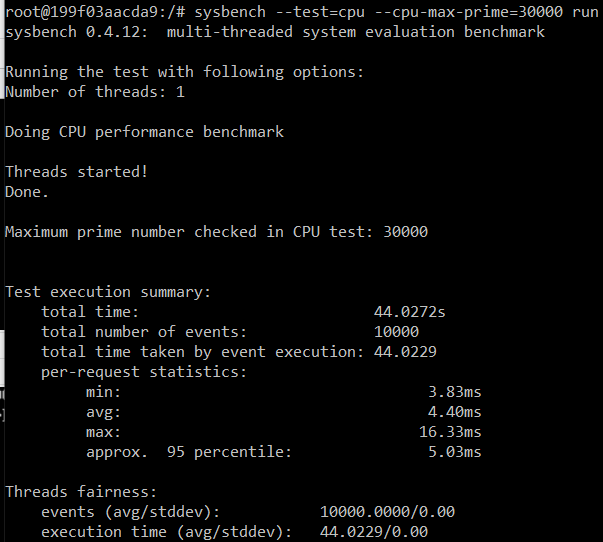 root@199f03aacda9:/# sysbench --test=cpu --cpu-max-prime=30000 run
sysbench 0.4.12:  multi-threaded system evaluation benchmark
Running the test with following options:
Number of threads: 1
Doing CPU performance benchmark
Threads started!
Done.
Maximum prime number checked in CPU test: 30000
Test execution summary:
    total time:                          44.0272s
    total number of events:              10000
    total time taken by event execution: 44.0229
    per-request statistics:
         min:                                  3.83ms
         avg:                                  4.40ms
         max:                                 16.33ms
         approx.  95 percentile:               5.03ms
Threads fairness:
    events (avg/stddev):           10000.0000/0.00
    execution time (avg/stddev):   44.0229/0.00